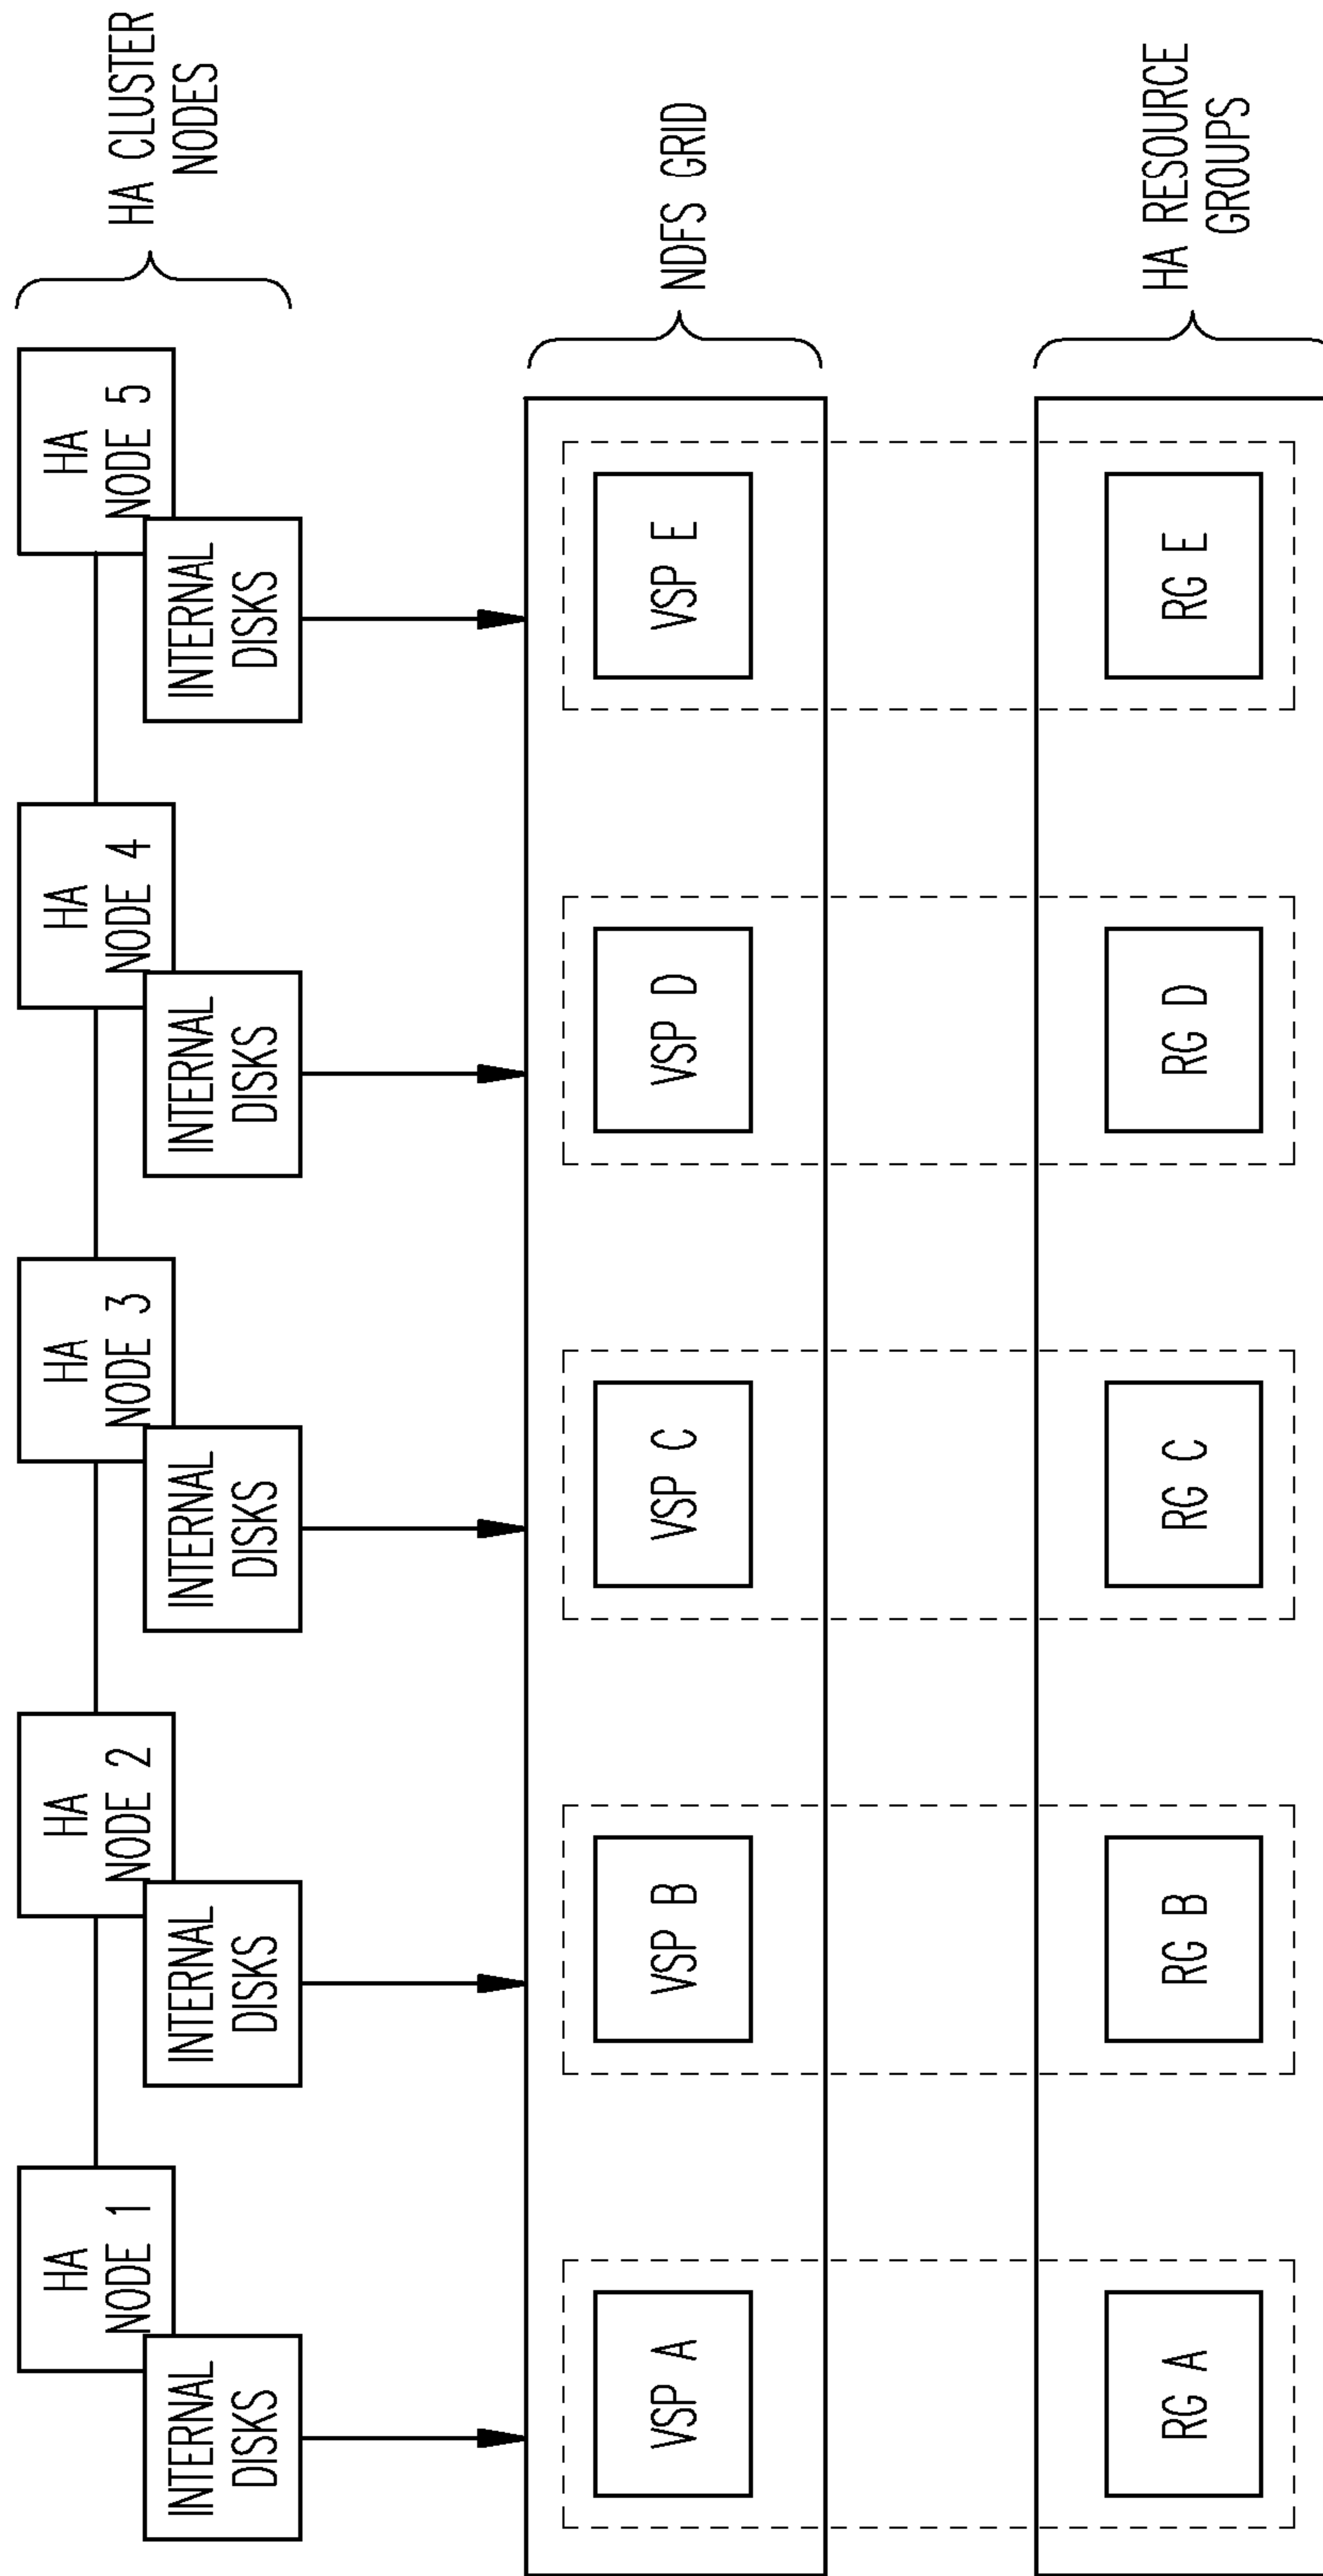 HA
NODE 1
INTERNAL
DISKS
HA
NODE 2
INTERNAL
DISKS
HA
NODE 3
INTERNAL
DISKS
HA
NODE 4
INTERNAL
DISKS
HA
NODE 5
INTERNAL
DISKS
HA CLUSTER
NODES
VSP A
VSP B
VSP C
VSP D
VSP E
NDFS GRID
RG A
RG B
RG C
RG D
RG E
HA RESOURCE
GROUPS